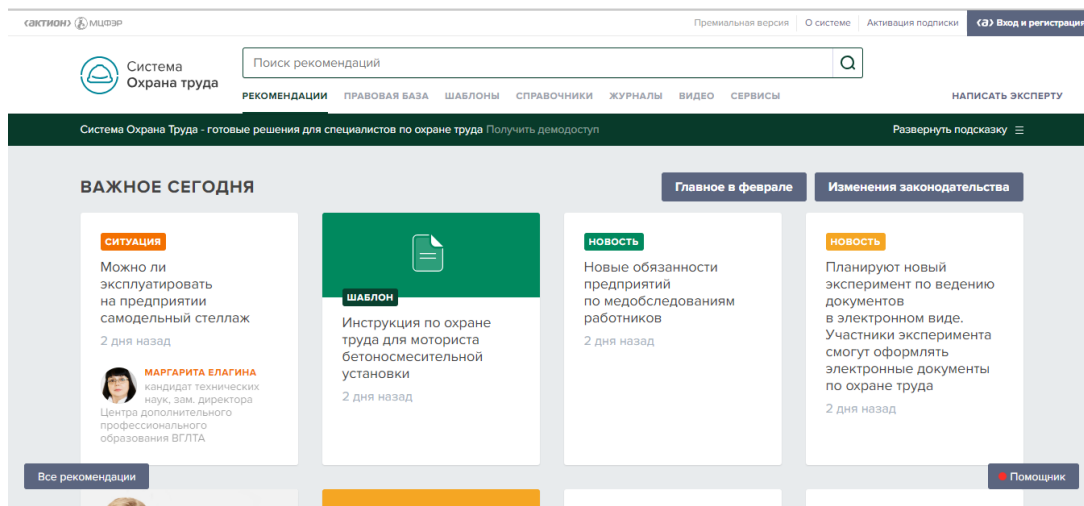 ‹актион› МЦФЭР
Премиальная версия О системе Активация подписки ‹a› Вход и регистрация
Система
Охрана труда
Поиск рекомендаций
РЕКОМЕНДАЦИИ ПРАВОВАЯ БАЗА ШАБЛОНЫ СПРАВОЧНИКИ ЖУРНАЛЫ ВИДЕО СЕРВИСЫ НАПИСАТЬ ЭКСПЕРТУ
Система Охрана Труда - готовые решения для специалистов по охране труда Получить демодоступ Развернуть подсказку
ВАЖНОЕ СЕГОДНЯ
Главное в феврале
Изменения законодательства
СИТУАЦИЯ
Можно ли
эксплуатировать
на предприятии
самодельный стеллаж
2 дня назад
МАРГАРИТА ЕЛАГИНА
кандидат технических
наук, зам. директора
Центра дополнительного
профессионального
образования ВГЛТА
ШАБЛОН
Инструкция по охране
труда для моториста
бетоносмесительной
установки
2 дня назад
НОВОСТЬ
Новые обязанности
предприятий
по медобследованиям
работников
2 дня назад
НОВОСТЬ
Планируют новый
эксперимент по ведению
документов
в электронном виде.
Участники эксперимента
смогут оформлять
электронные документы
по охране труда
2 дня назад
Все рекомендации
Помощник